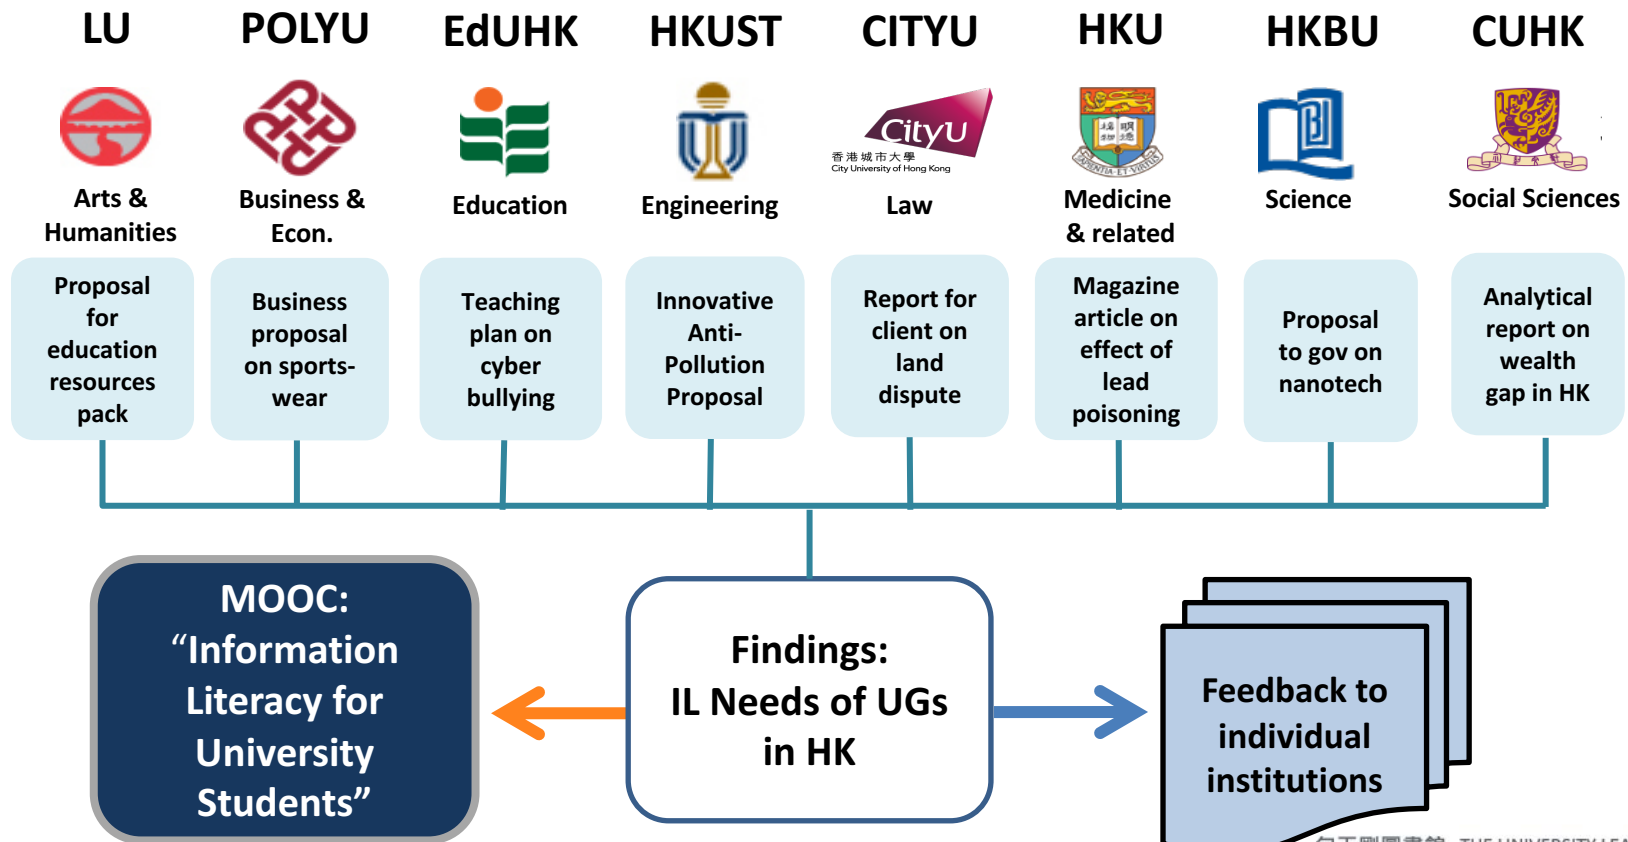 LU
POLYU
EdUHK
HKUST
CITYU
HKU
HKBU
CUHK
CityU
香港城市大學
City University of Hong Kong
SAPIENTIA·ET·VIRTUS
Arts &
Humanities
Business &
Econ.
Education
Engineering
Law
Medicine
& related
Science
Social Sciences
Proposal
for
education
resources
pack
Business
proposal
on sports-
wear
Teaching
plan on
cyber
bullying
Innovative
Anti-
Pollution
Proposal
Report for
client on
land
dispute
Magazine
article on
effect of
lead
poisoning
Proposal
to gov on
nanotech
Analytical
report on
wealth
gap in HK
MOOC:
“Information
Literacy for
University
Students”
Findings:
IL Needs of UGs
in HK
Feedback to
individual
institutions